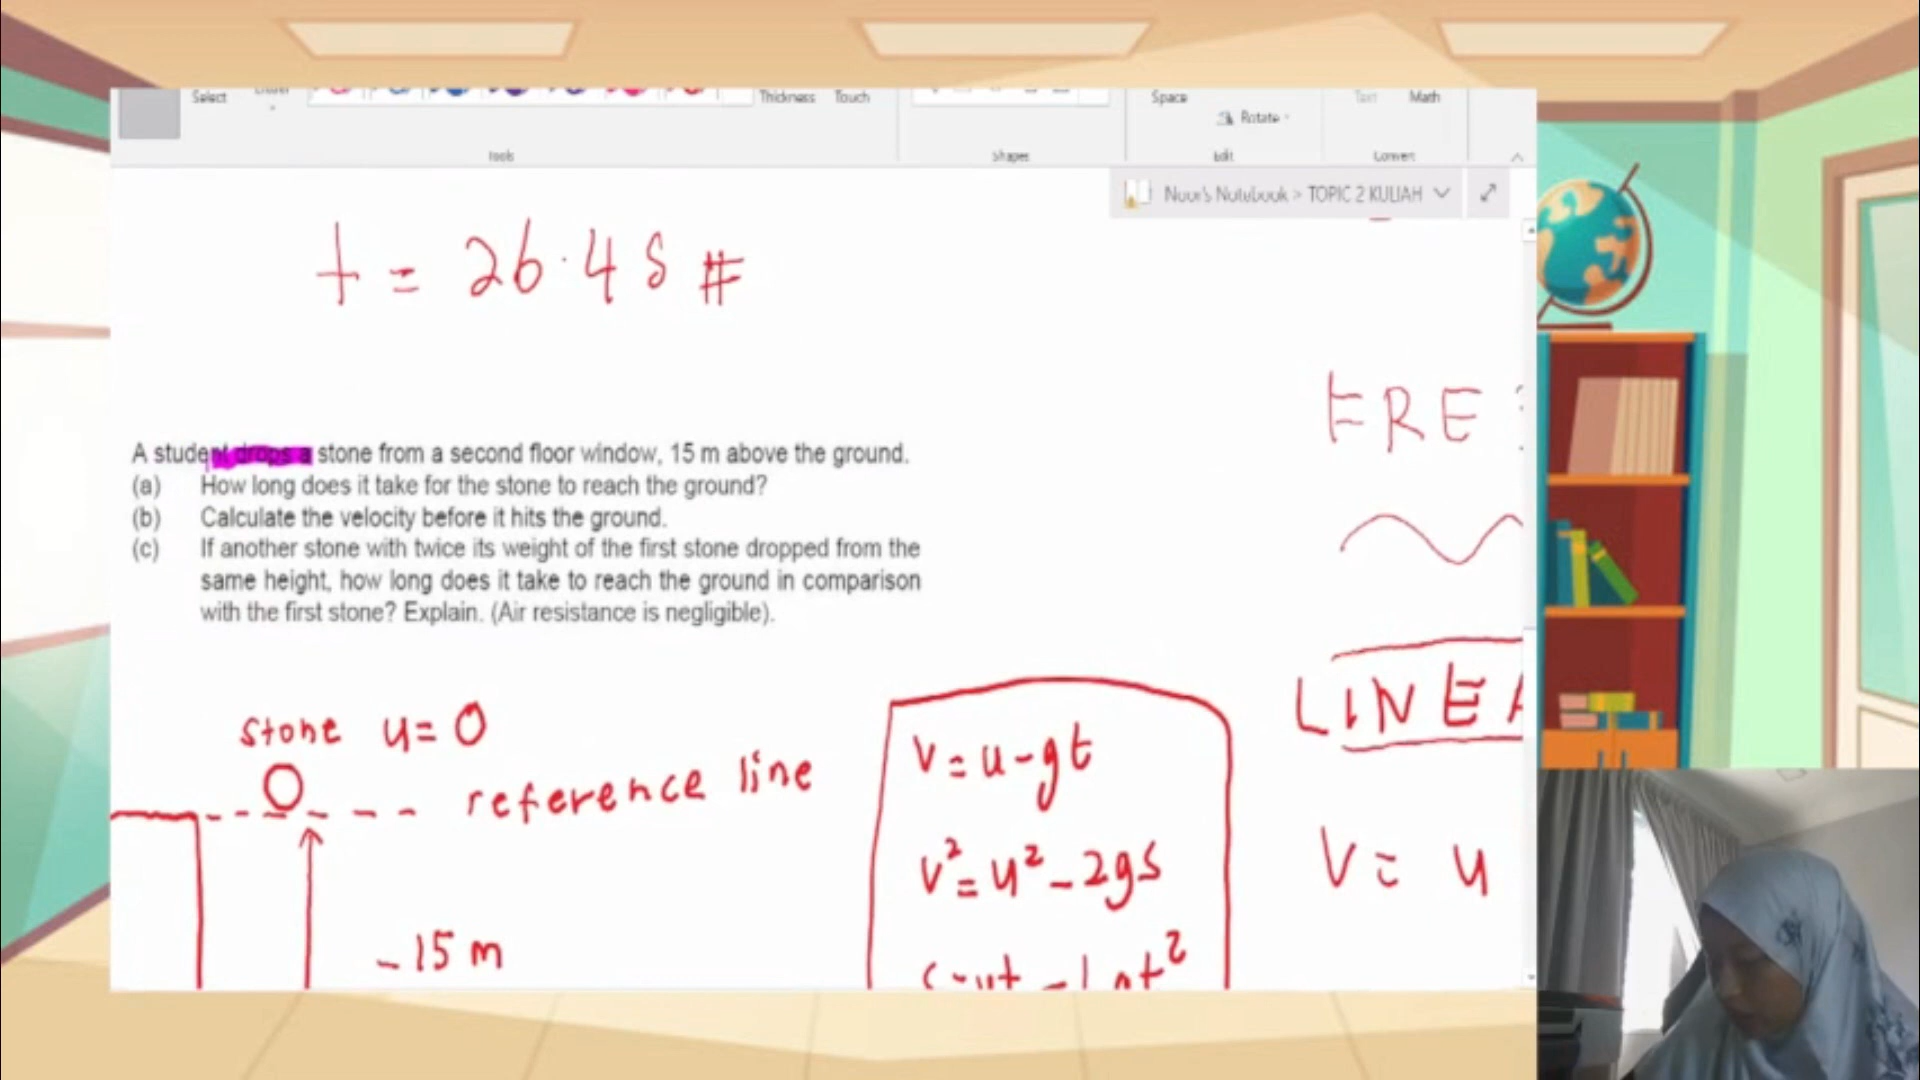 Select
Thickness Touch
Space
Text Math
Rotate
Tools Shapes Edit Convert
Noor's Notebook > TOPIC 2 KULIAH
t = 26.4 s #
FREE
A student drops a stone from a second floor window, 15 m above the ground.
(a) How long does it take for the stone to reach the ground?
(b) Calculate the velocity before it hits the ground.
(c) If another stone with twice its weight of the first stone dropped from the
same height, how long does it take to reach the ground in comparison
with the first stone? Explain. (Air resistance is negligible).
LINEA
stone u = 0
reference line
v = u - gt
v² = u² - 2gs
v = u
- 15 m